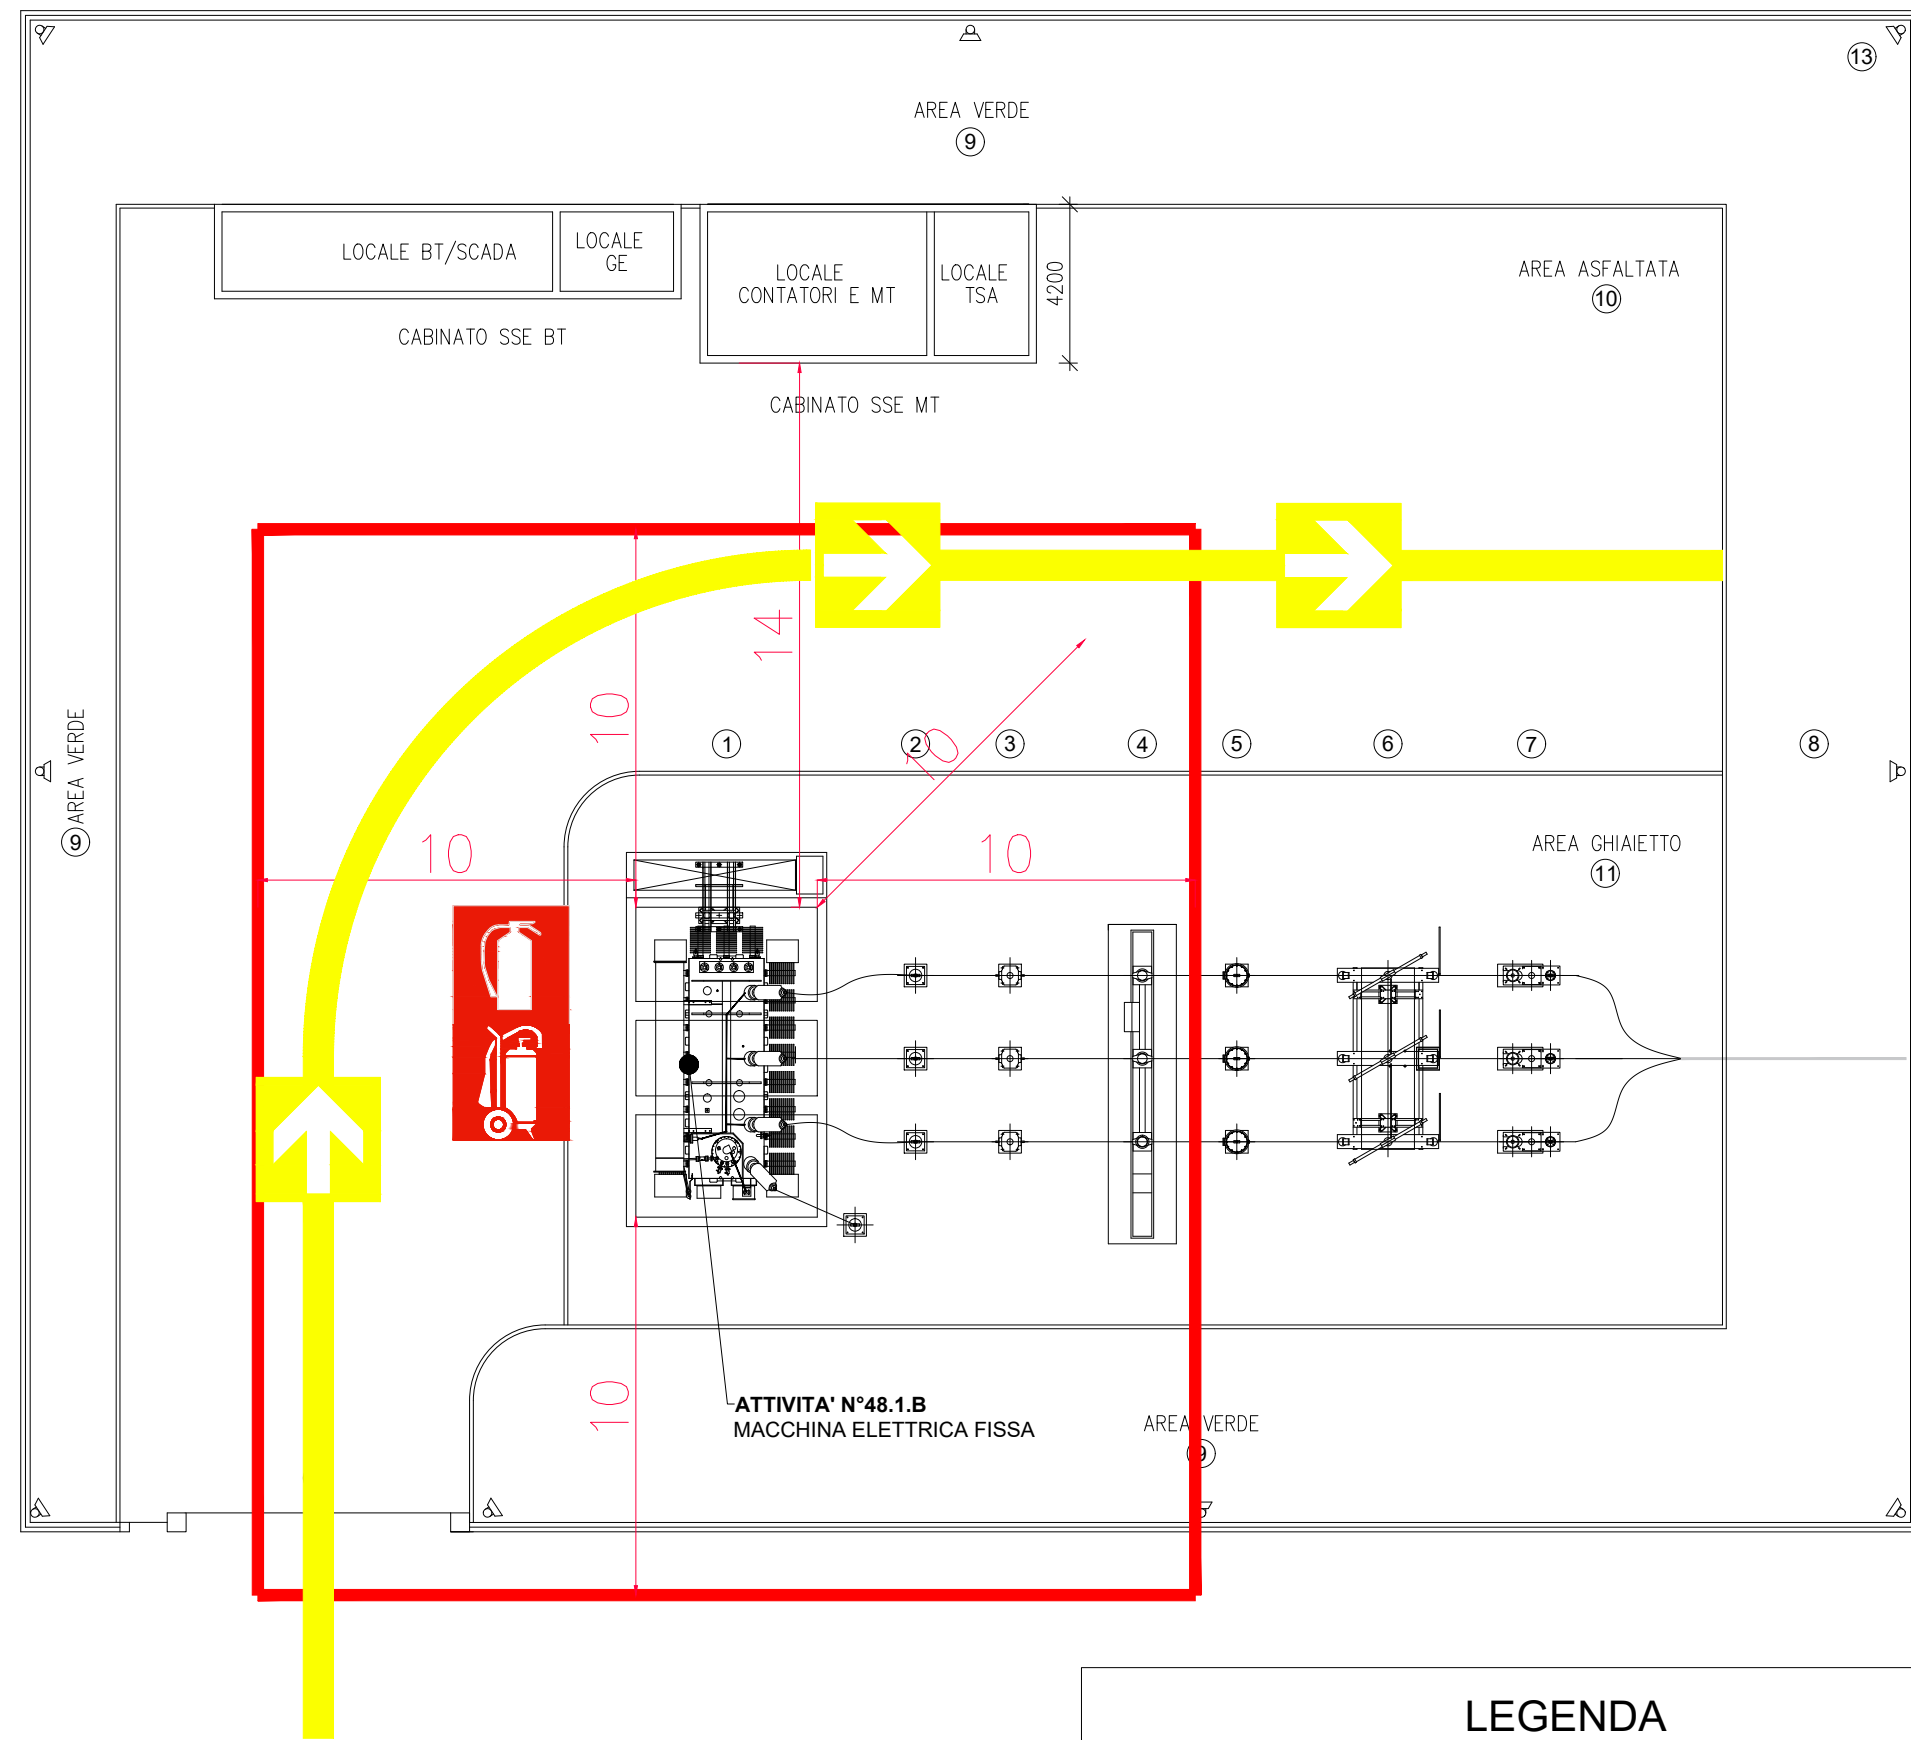 13
AREA VERDE
9
LOCALE BT/SCADA
LOCALE
GE
LOCALE
CONTATORI E MT
LOCALE
TSA
4200
AREA ASFALTATA
10
CABINATO SSE BT
CABINATO SSE MT
14
10
10
1
2
3
4
5
6
7
8
AREA VERDE
9
10
10
AREA GHIAIETTO
11
10
ATTIVITA' N°48.1.B
MACCHINA ELETTRICA FISSA
AREA VERDE
9
LEGENDA